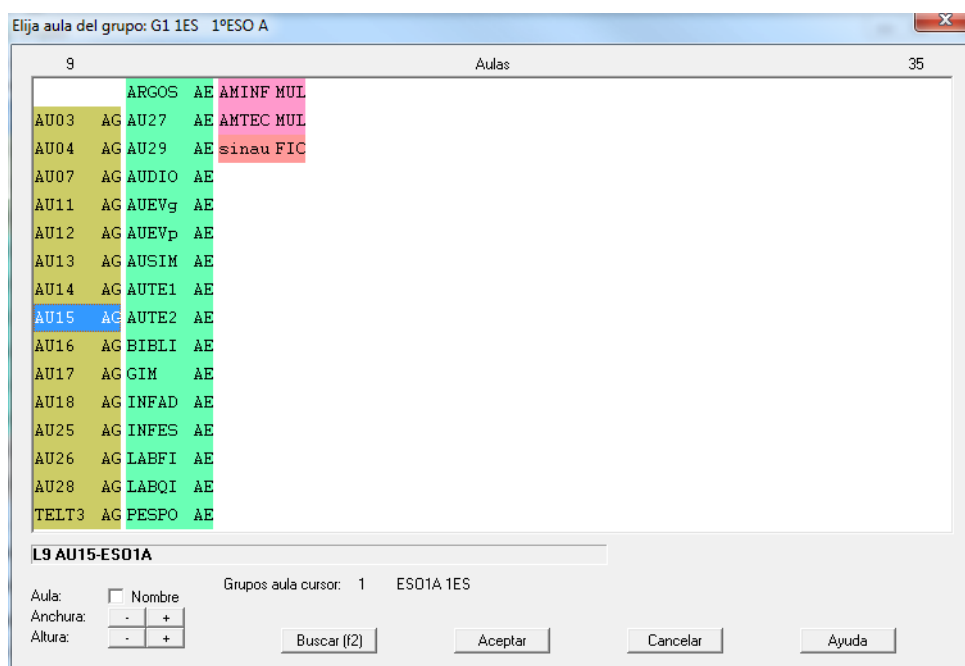 Elija aula del grupo: G1 1ES 1ºESO A
9 Aulas 35
ARGOS AE AMINF MUL
AU03 AG AU27 AE AMTEC MUL
AU04 AG AU29 AE sinau FIC
AU07 AG AUDIO AE
AU11 AG AUEVg AE
AU12 AG AUEVp AE
AU13 AG AUSIM AE
AU14 AG AUTE1 AE
AU15 AG AUTE2 AE
AU16 AG BIBLI AE
AU17 AG GIM AE
AU18 AG INFAD AE
AU25 AG INFES AE
AU26 AG LABFI AE
AU28 AG LABQI AE
TELT3 AG PESPO AE
L9 AU15-ESO1A
Aula: Nombre Grupos aula cursor: 1 ESO1A 1ES
Anchura: - +
Altura: - + Buscar (f2) Aceptar Cancelar Ayuda